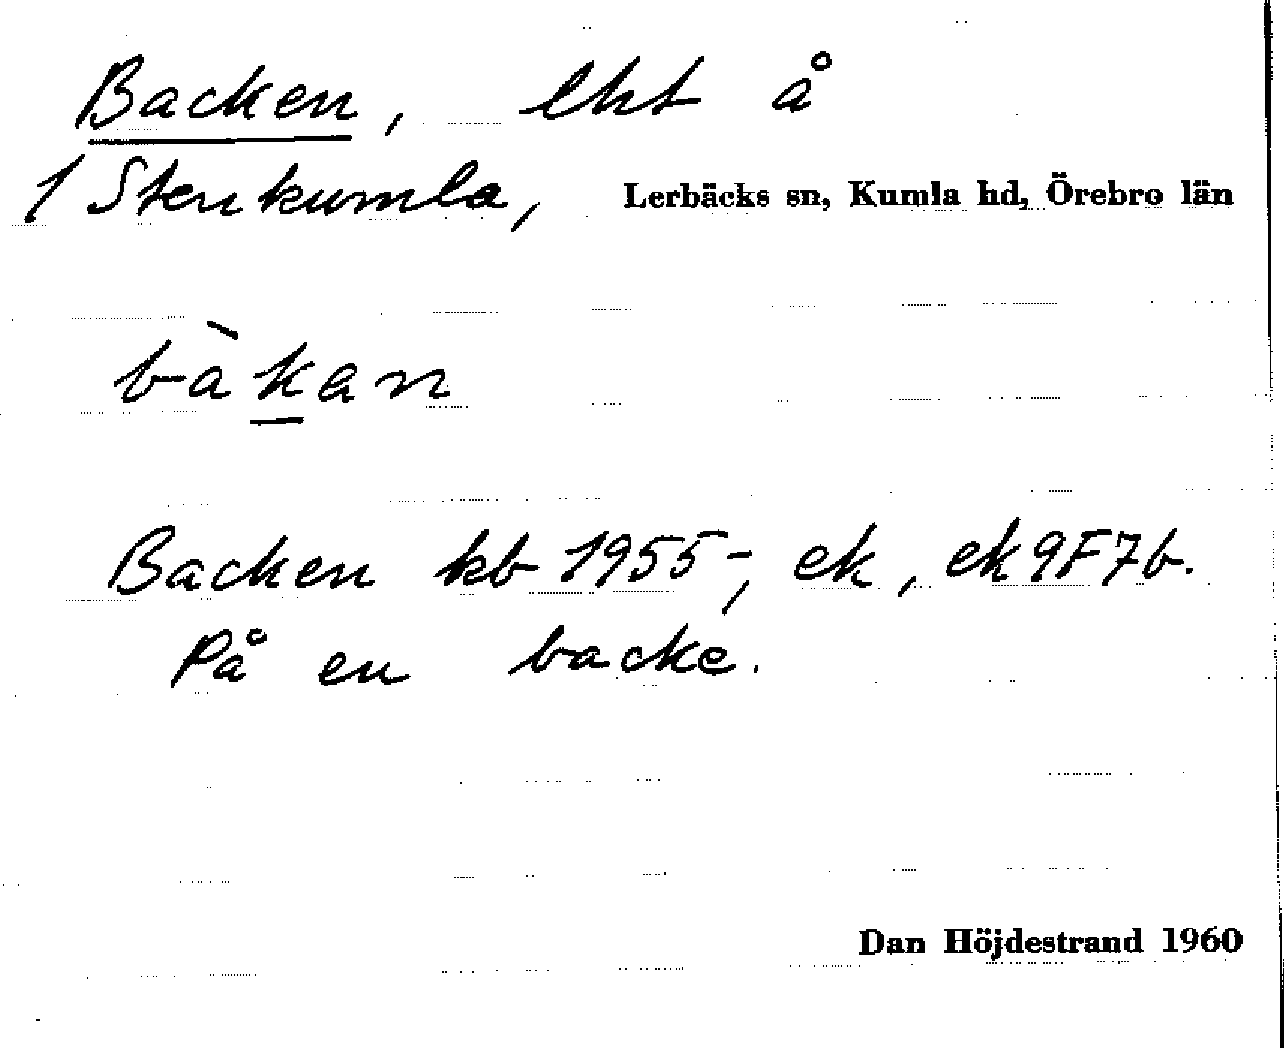 Backen, lht å
1 Stenkumla, Lerbäcks sn, Kumla hd, Örebro län
bàkan
Backen kb 1955-, ek, ek 9F7b.
På en backe.
Dan Höjdestrand 1960